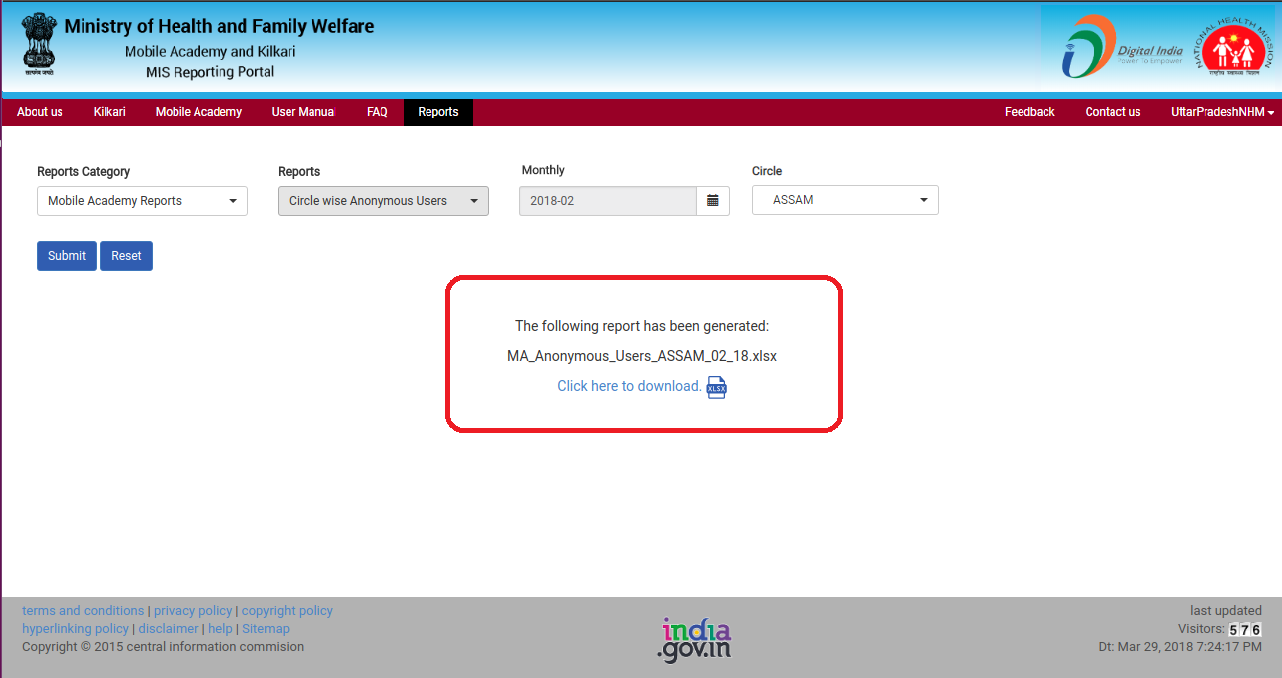 Ministry of Health and Family Welfare
Mobile Academy and Kilkari
MIS Reporting Portal
सत्यमेव जयते
Digital India
Power To Empower
NATIONAL HEALTH MISSION
About us Kilkari Mobile Academy User Manual FAQ Reports Feedback Contact us UttarPradeshNHM
Reports Category Reports Monthly Circle
Mobile Academy Reports Circle wise Anonymous Users 2018-02 ASSAM
Submit Reset
The following report has been generated:
MA_Anonymous_Users_ASSAM_02_18.xlsx
Click here to download. XLSX
terms and conditions | privacy policy | copyright policy
hyperlinking policy | disclaimer | help | Sitemap
Copyright © 2015 central information commision
india
.gov.in
last updated
Visitors: 576
Dt: Mar 29, 2018 7:24:17 PM